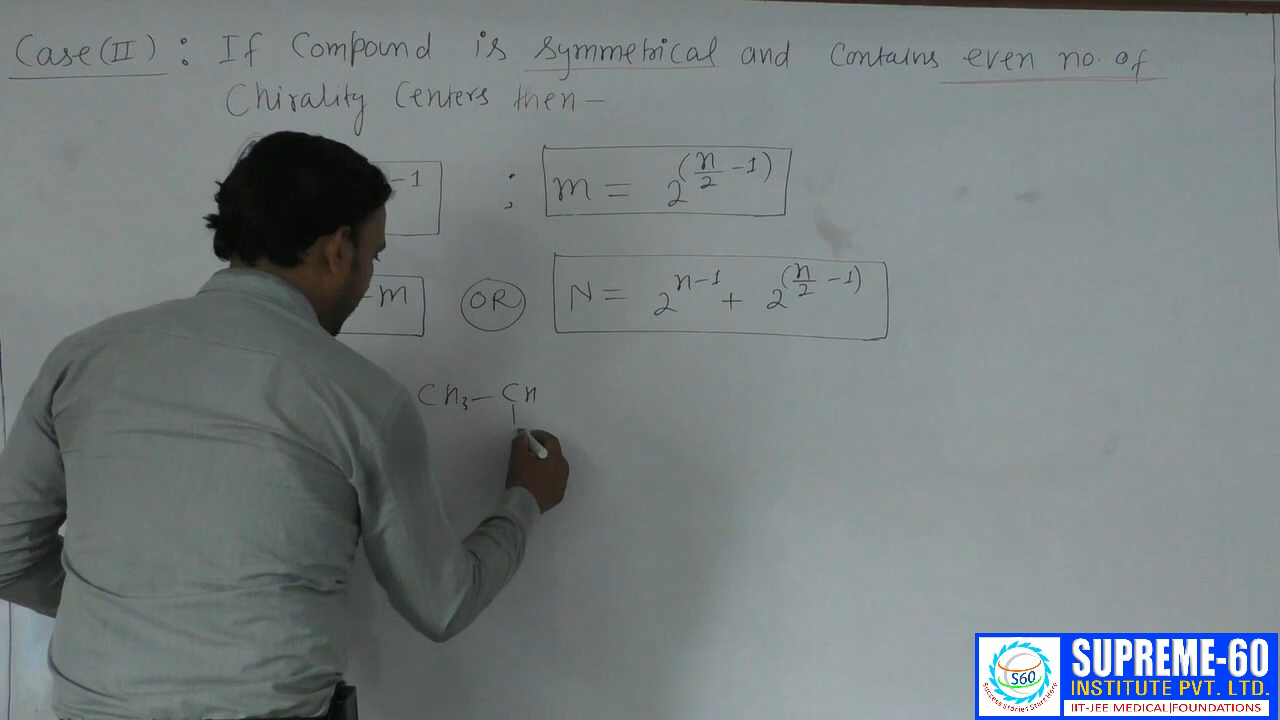 Case (II) : If Compound is symmetrical and Contains even no. of
Chirality Centers then –
-1 ; m = 2^(n/2 -1)
-m OR N = 2^n-1 + 2^(n/2 -1)
CH3 – CH
S60
SUPREME-60
INSTITUTE PVT. LTD.
IIT-JEE MEDICAL|FOUNDATIONS